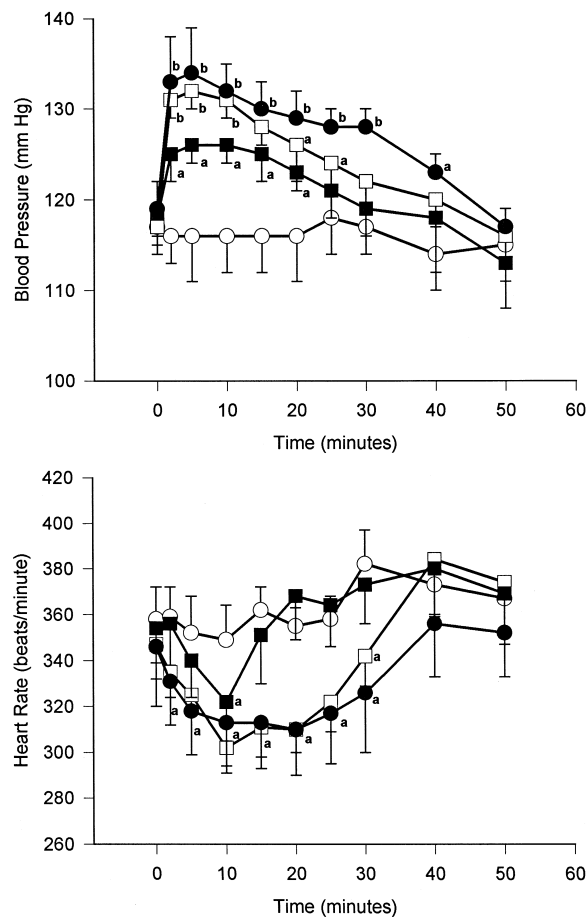 140
130
120
110
100
Blood Pressure (mm Hg)
b b b b b b b
b b a a
a a a a a a
0 10 20 30 40 50 60
Time (minutes)
420
400
380
360
340
320
300
280
260
Heart Rate (beats/minute)
a a a a a a a a
0 10 20 30 40 50 60
Time (minutes)